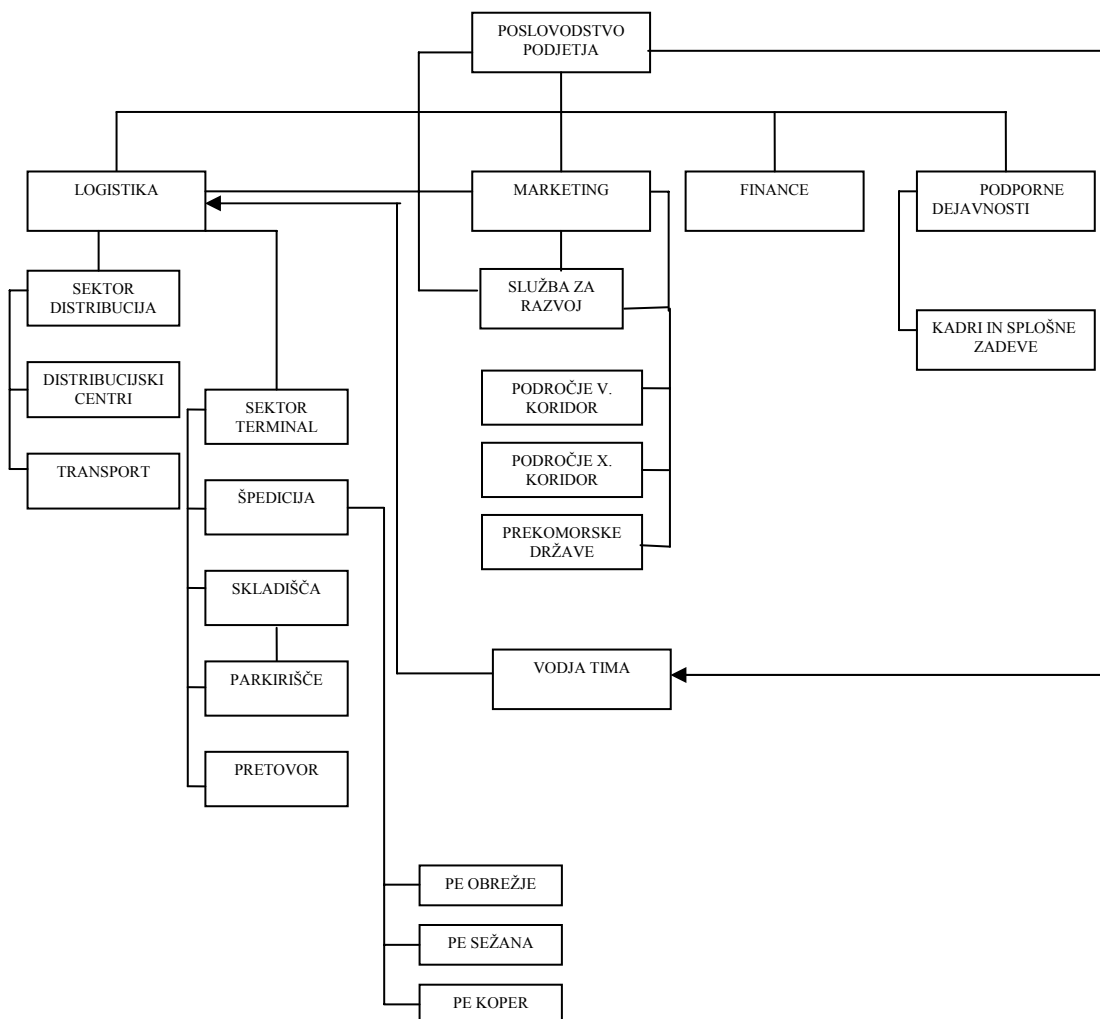 POSLOVODSTVO
PODJETJA
LOGISTIKA
MARKETING
FINANCE
PODPORNE
DEJAVNOSTI
SEKTOR
DISTRIBUCIJA
SLUŽBA ZA
RAZVOJ
KADRI IN SPLOŠNE
ZADEVE
DISTRIBUCIJSKI
CENTRI
SEKTOR
TERMINAL
PODROČJE V.
KORIDOR
TRANSPORT
ŠPEDICIJA
PODROČJE X.
KORIDOR
PREKOMORSKE
DRŽAVE
SKLADIŠČA
PARKIRIŠČE
VODJA TIMA
PRETOVOR
PE OBREŽJE
PE SEŽANA
PE KOPER